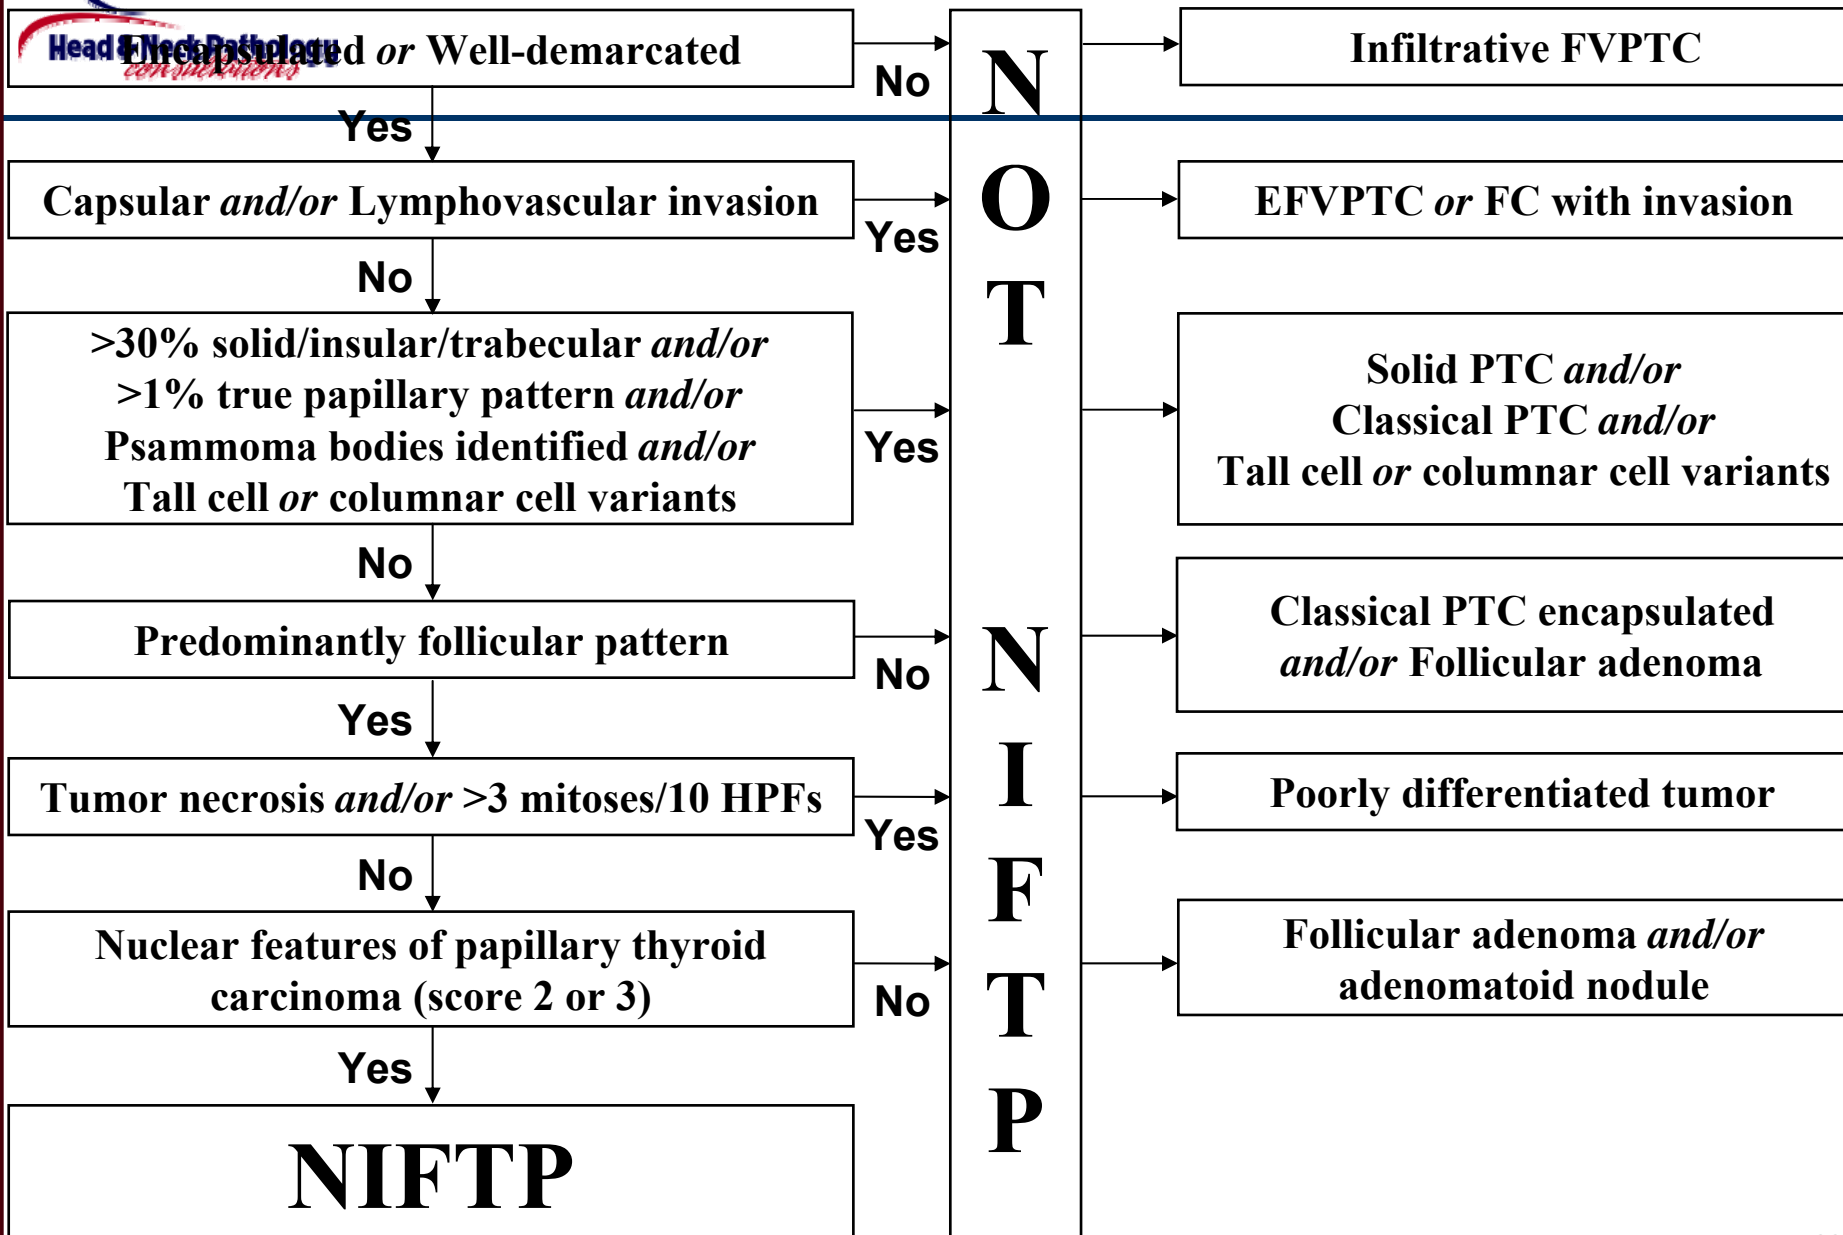 Head & Neck Pathology
consultations
Encapsulated or Well-demarcated
No
Infiltrative FVPTC
Yes
Capsular and/or Lymphovascular invasion
Yes
EFVPTC or FC with invasion
No
>30% solid/insular/trabecular and/or
>1% true papillary pattern and/or
Psammoma bodies identified and/or
Tall cell or columnar cell variants
Yes
Solid PTC and/or
Classical PTC and/or
Tall cell or columnar cell variants
No
Predominantly follicular pattern
No
Classical PTC encapsulated
and/or Follicular adenoma
Yes
Tumor necrosis and/or >3 mitoses/10 HPFs
Yes
Poorly differentiated tumor
No
Nuclear features of papillary thyroid
carcinoma (score 2 or 3)
No
Follicular adenoma and/or
adenomatoid nodule
Yes
NIFTP
N
O
T
N
I
F
T
P